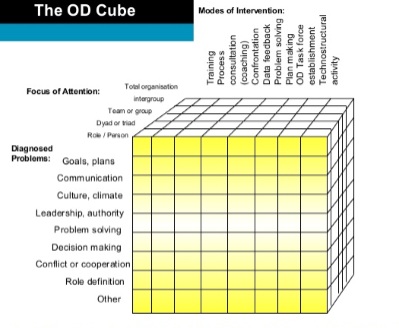 The OD Cube
Modes of Intervention:
Training
Process
consultation
(coaching)
Confrontation
Data feedback
Problem solving
Plan making
OD Task force
establishment
Technostructural
activity
Focus of Attention:
Total organisation
intergroup
Team or group
Dyad or triad
Role / Person
Diagnosed
Problems:
Goals, plans
Communication
Culture, climate
Leadership, authority
Problem solving
Decision making
Conflict or cooperation
Role definition
Other